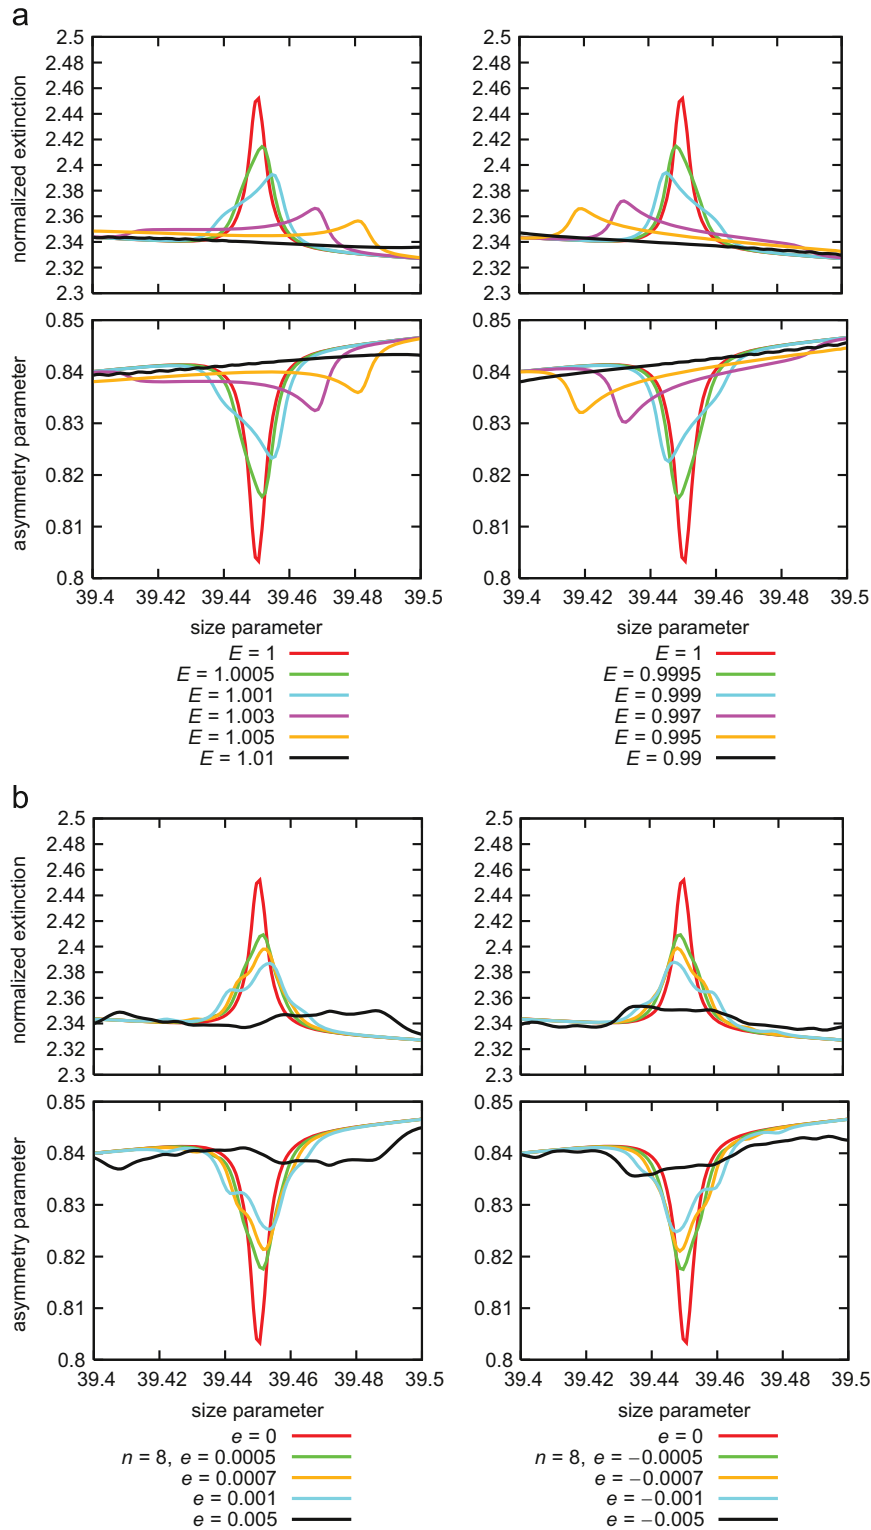 a
normalized extinction
2.5
2.48
2.46
2.44
2.42
2.4
2.38
2.36
2.34
2.32
2.3
2.5
2.48
2.46
2.44
2.42
2.4
2.38
2.36
2.34
2.32
2.3
asymmetry parameter
0.85
0.84
0.83
0.82
0.81
0.8
39.4 39.42 39.44 39.46 39.48 39.5
size parameter
0.85
0.84
0.83
0.82
0.81
0.8
39.4 39.42 39.44 39.46 39.48 39.5
size parameter
E = 1
E = 1.0005
E = 1.001
E = 1.003
E = 1.005
E = 1.01
E = 1
E = 0.9995
E = 0.999
E = 0.997
E = 0.995
E = 0.99
b
normalized extinction
2.5
2.48
2.46
2.44
2.42
2.4
2.38
2.36
2.34
2.32
2.3
2.5
2.48
2.46
2.44
2.42
2.4
2.38
2.36
2.34
2.32
2.3
asymmetry parameter
0.85
0.84
0.83
0.82
0.81
0.8
39.4 39.42 39.44 39.46 39.48 39.5
size parameter
0.85
0.84
0.83
0.82
0.81
0.8
39.4 39.42 39.44 39.46 39.48 39.5
size parameter
e = 0
n = 8, e = 0.0005
e = 0.0007
e = 0.001
e = 0.005
e = 0
n = 8, e = −0.0005
e = −0.0007
e = −0.001
e = −0.005